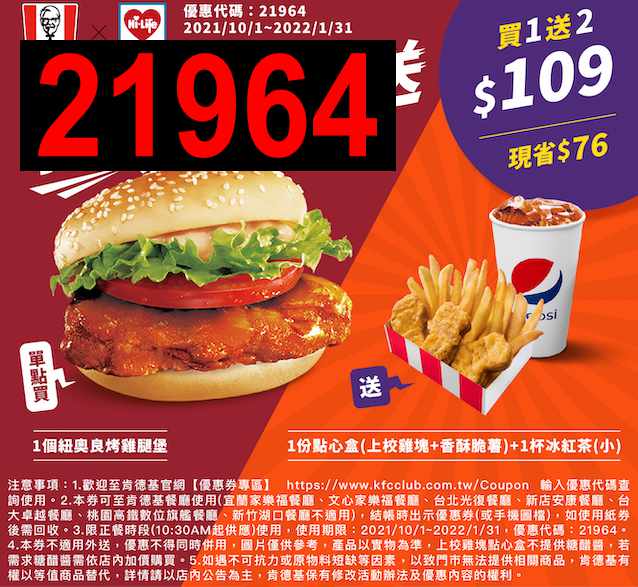 KFC
Hi-Life
優惠代碼：21964
2021/10/1~2022/1/31
21964
送
買1送2
$109
現省$76
單點買
送
1個紐奧良烤雞腿堡
1份點心盒(上校雞塊+香酥脆薯)+1杯冰紅茶(小)
注意事項：1.歡迎至肯德基官網【優惠券專區】 https://www.kfcclub.com.tw/Coupon 輸入優惠代碼查
詢使用。2.本券可至肯德基餐廳使用(宜蘭家樂福餐廳、文心家樂福餐廳、台北光復餐廳、新店安康餐廳、台
大卓越餐廳、桃園高鐵數位旗艦餐廳、新竹湖口餐廳不適用)，結帳時出示優惠券(或手機圖檔)，如使用紙券
後需回收。3.限正餐時段(10:30AM起供應)使用，使用期限：2021/10/1~2022/1/31，優惠代碼：21964。
4.本券不適用外送，優惠不得同時併用，圖片僅供參考，產品以實物為準，上校雞塊點心盒不提供糖醋醬，若
需求糖醋醬需依店內加價購買。5.如遇不可抗力或原物料短缺等因素，以致門市無法提供相關商品，肯德基有
權以等值商品替代，詳情請以店內公告為主，肯德基保有修改活動辦法及優惠內容的權利。